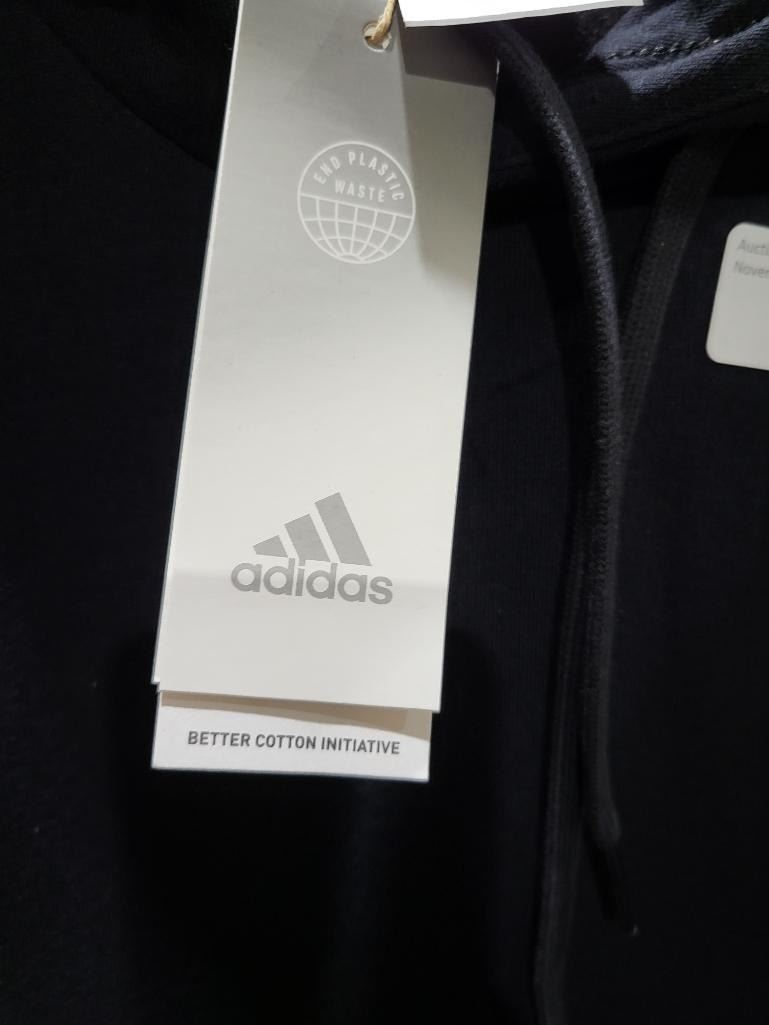 END PLASTIC
WASTE
adidas
BETTER COTTON INITIATIVE